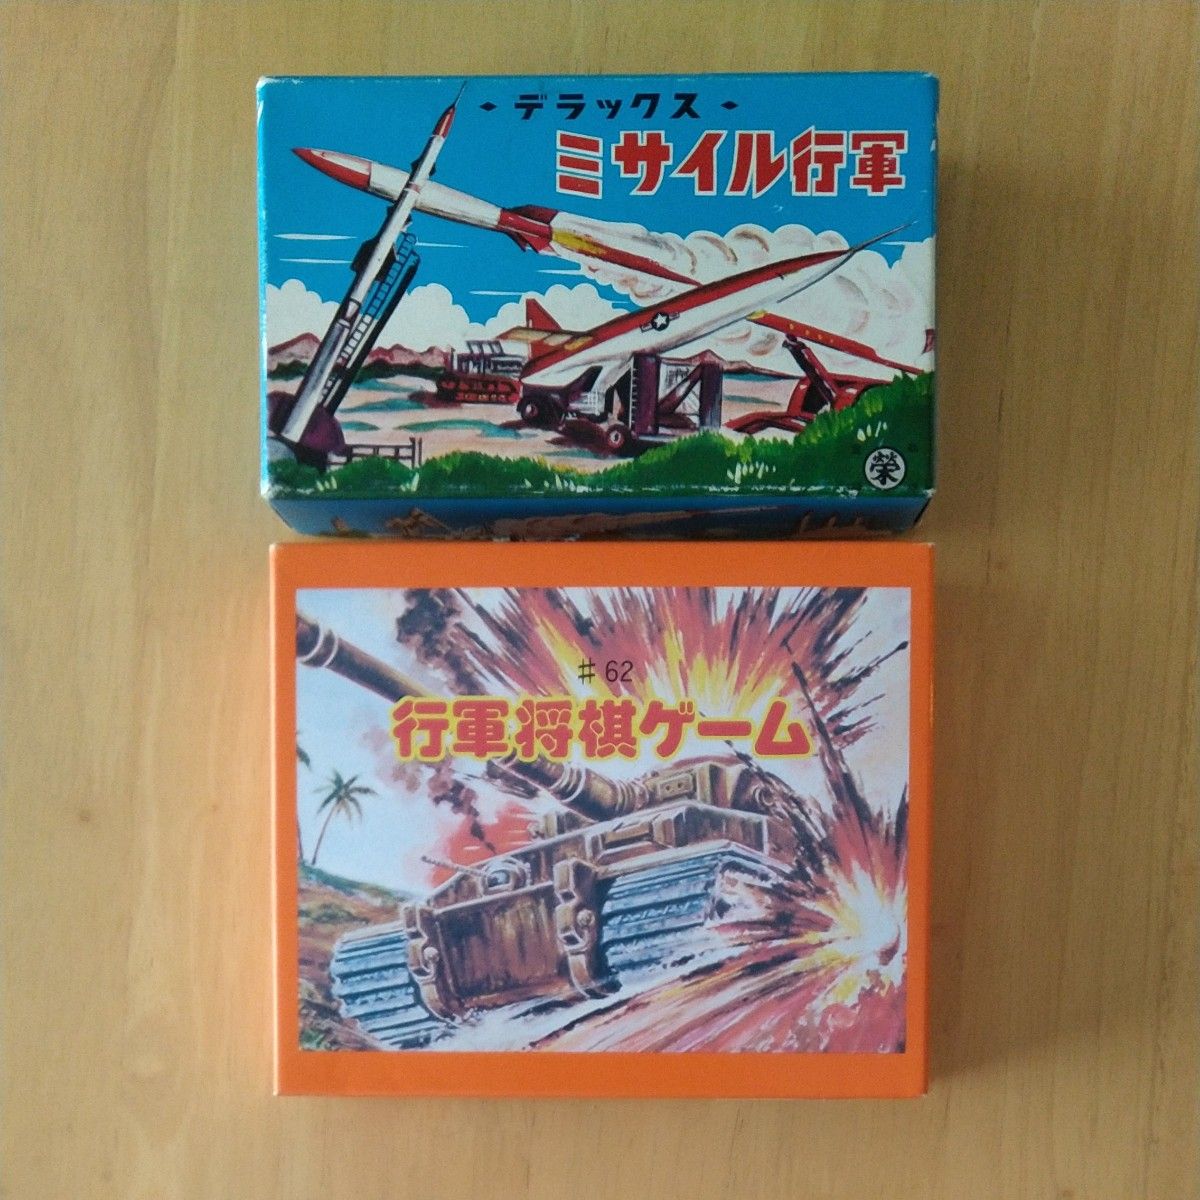 デラックス
ミサイル行軍
榮
# 62
行軍将棋ゲーム